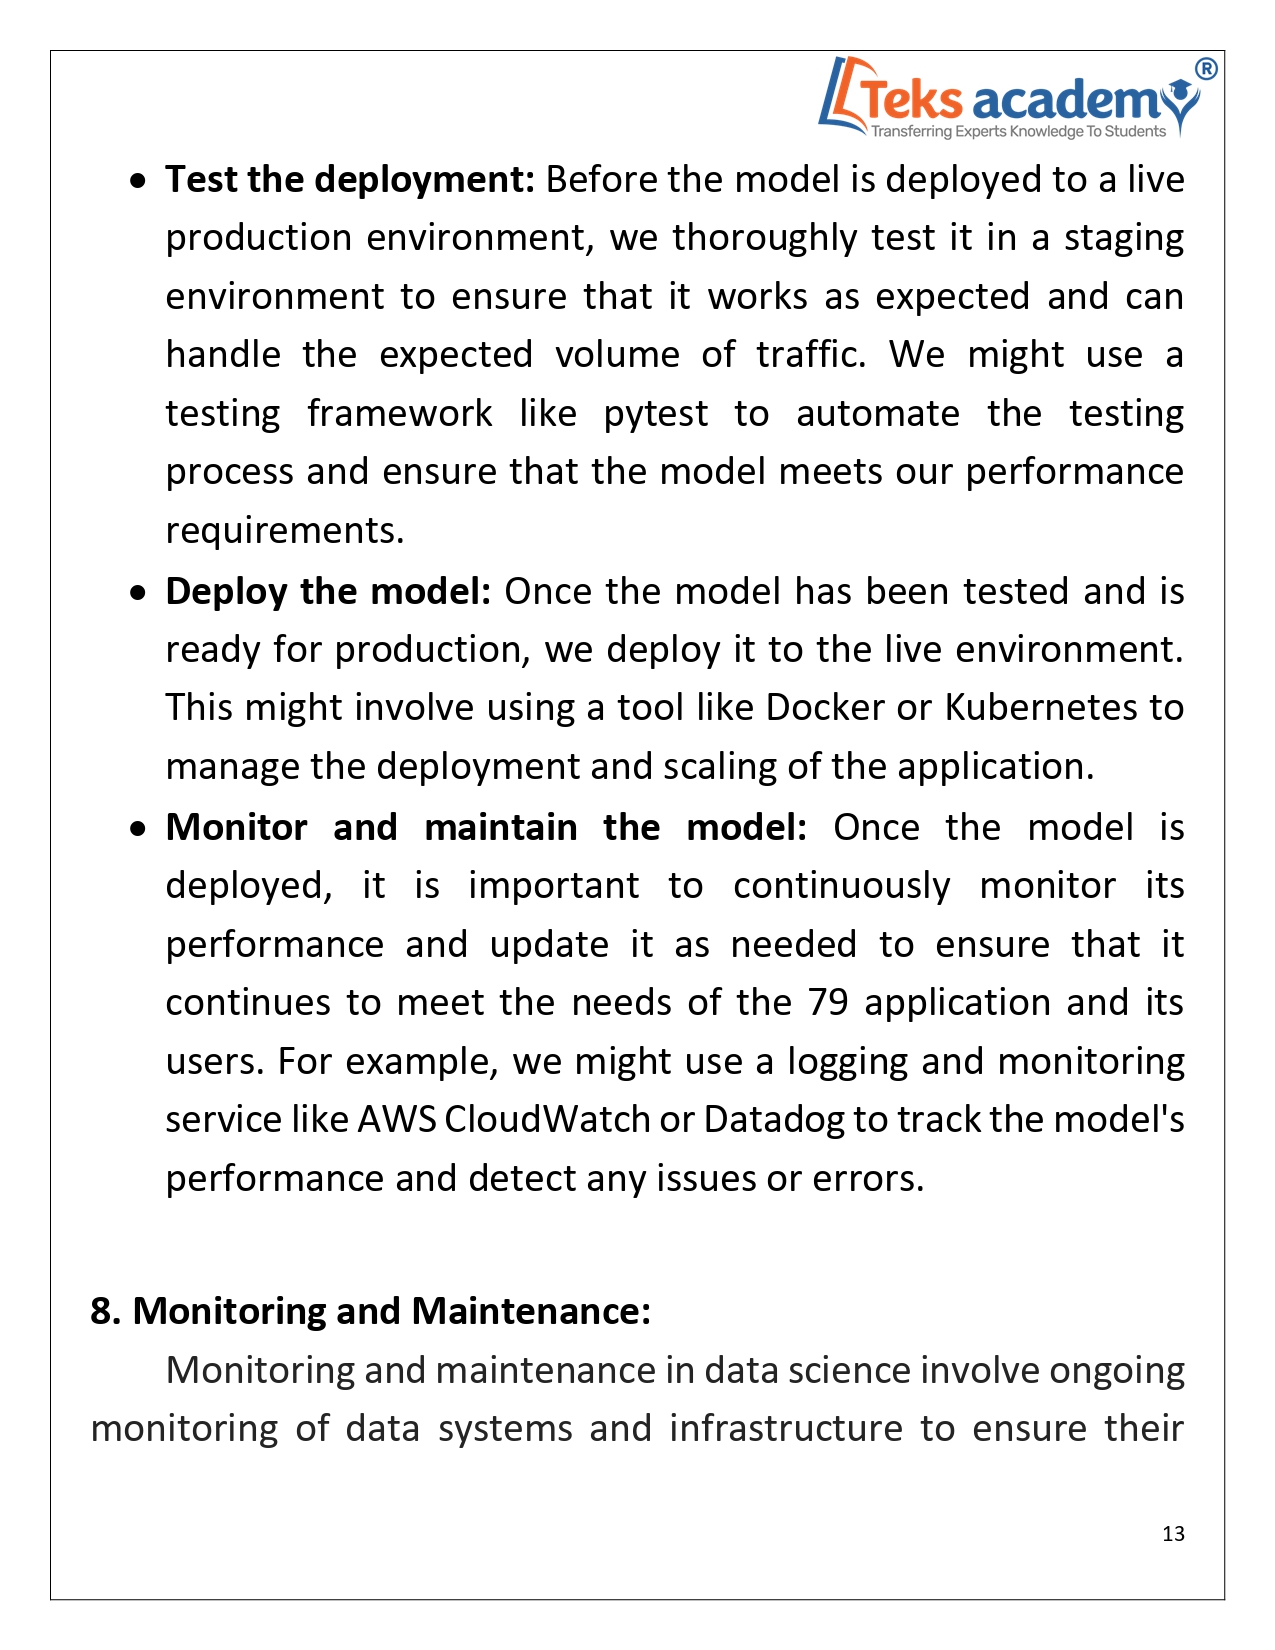 Teks academy®
Transferring Experts Knowledge To Students
• Test the deployment: Before the model is deployed to a live
production environment, we thoroughly test it in a staging
environment to ensure that it works as expected and can
handle the expected volume of traffic. We might use a
testing framework like pytest to automate the testing
process and ensure that the model meets our performance
requirements.
• Deploy the model: Once the model has been tested and is
ready for production, we deploy it to the live environment.
This might involve using a tool like Docker or Kubernetes to
manage the deployment and scaling of the application.
• Monitor and maintain the model: Once the model is
deployed, it is important to continuously monitor its
performance and update it as needed to ensure that it
continues to meet the needs of the 79 application and its
users. For example, we might use a logging and monitoring
service like AWS CloudWatch or Datadog to track the model's
performance and detect any issues or errors.
8. Monitoring and Maintenance:
Monitoring and maintenance in data science involve ongoing
monitoring of data systems and infrastructure to ensure their
13